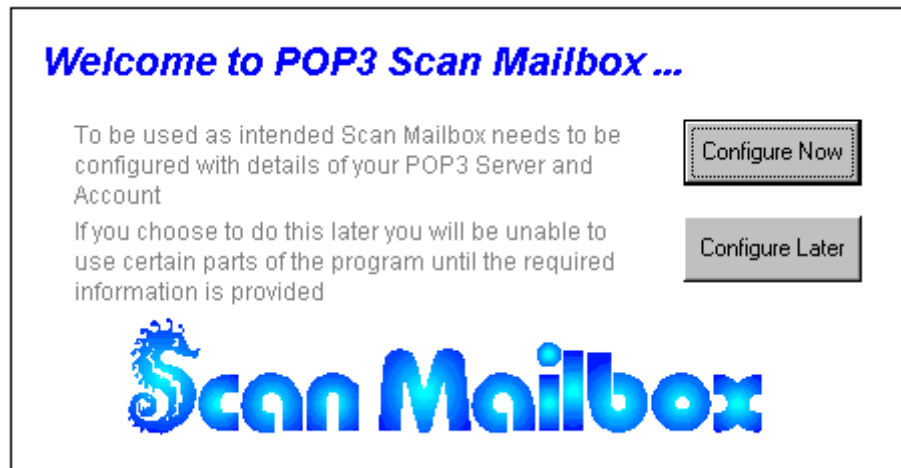 Welcome to POP3 Scan Mailbox ...
To be used as intended Scan Mailbox needs to be
configured with details of your POP3 Server and
Account
If you choose to do this later you will be unable to
use certain parts of the program until the required
information is provided
Configure Now
Configure Later
Scan Mailbox